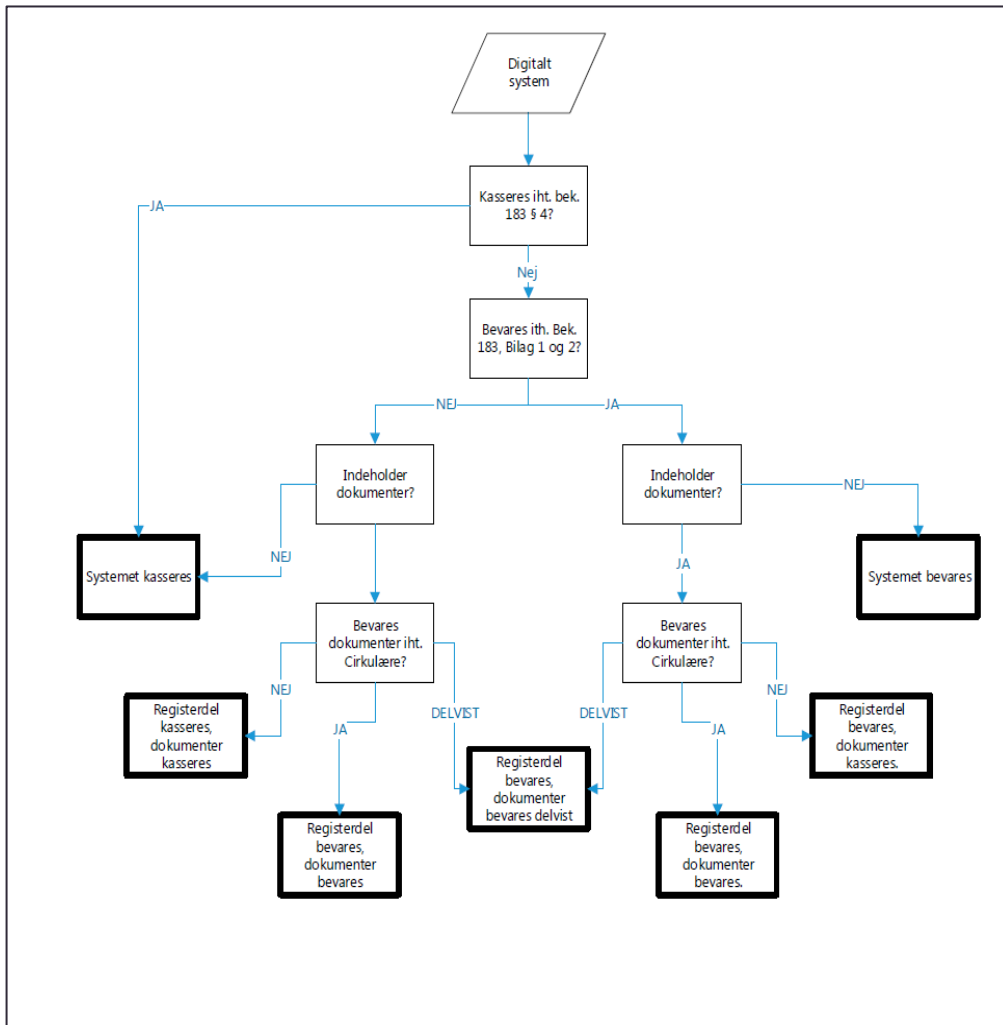 Digitalt
system
Kasseres iht. bek.
183 § 4?
JA
Nej
Bevares ith. Bek.
183, Bilag 1 og 2?
NEJ
JA
Indeholder
dokumenter?
Indeholder
dokumenter?
NEJ
NEJ
JA
Systemet kasseres
Systemet bevares
Bevares
dokumenter iht.
Cirkulære?
Bevares
dokumenter iht.
Cirkulære?
NEJ
JA
DELVIST
DELVIST
JA
NEJ
Registerdel
kasseres,
dokumenter
kasseres
Registerdel
bevares,
dokumenter
bevares delvist
Registerdel
bevares,
dokumenter
kasseres.
Registerdel
bevares,
dokumenter
bevares
Registerdel
bevares,
dokumenter
bevares.